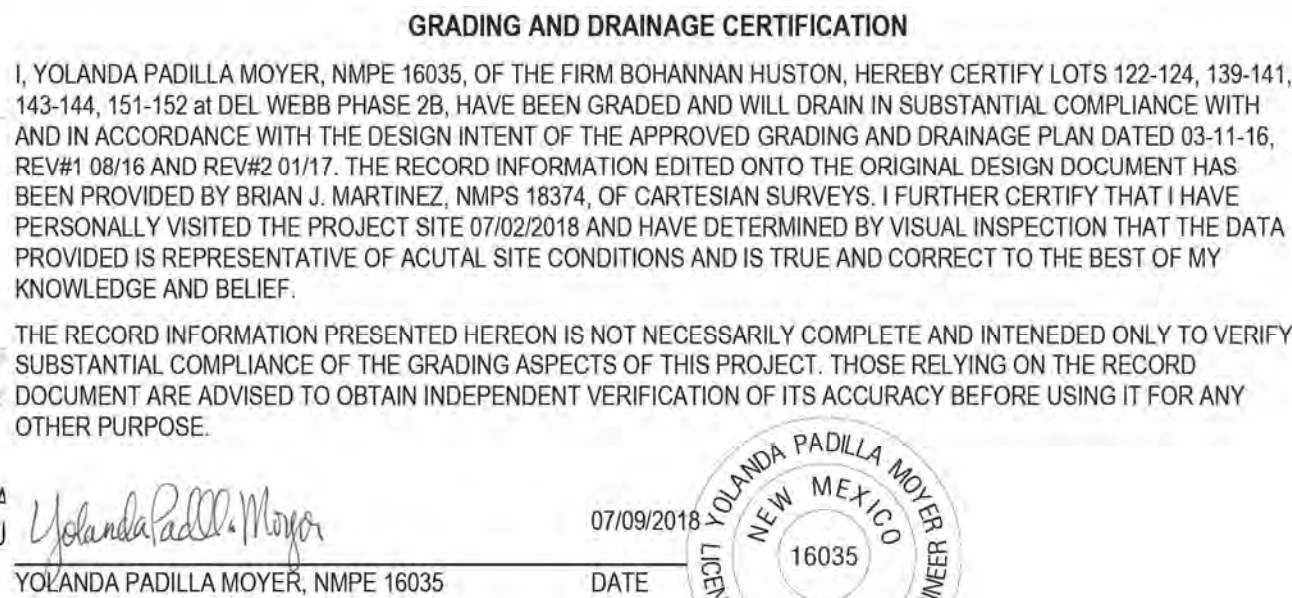 GRADING AND DRAINAGE CERTIFICATION
I, YOLANDA PADILLA MOYER, NMPE 16035, OF THE FIRM BOHANNAN HUSTON, HEREBY CERTIFY LOTS 122-124, 139-141,
143-144, 151-152 at DEL WEBB PHASE 2B, HAVE BEEN GRADED AND WILL DRAIN IN SUBSTANTIAL COMPLIANCE WITH
AND IN ACCORDANCE WITH THE DESIGN INTENT OF THE APPROVED GRADING AND DRAINAGE PLAN DATED 03-11-16,
REV#1 08/16 AND REV#2 01/17. THE RECORD INFORMATION EDITED ONTO THE ORIGINAL DESIGN DOCUMENT HAS
BEEN PROVIDED BY BRIAN J. MARTINEZ, NMPS 18374, OF CARTESIAN SURVEYS. I FURTHER CERTIFY THAT I HAVE
PERSONALLY VISITED THE PROJECT SITE 07/02/2018 AND HAVE DETERMINED BY VISUAL INSPECTION THAT THE DATA
PROVIDED IS REPRESENTATIVE OF ACUTAL SITE CONDITIONS AND IS TRUE AND CORRECT TO THE BEST OF MY
KNOWLEDGE AND BELIEF.
THE RECORD INFORMATION PRESENTED HEREON IS NOT NECESSARILY COMPLETE AND INTENEDED ONLY TO VERIFY
SUBSTANTIAL COMPLIANCE OF THE GRADING ASPECTS OF THIS PROJECT. THOSE RELYING ON THE RECORD
DOCUMENT ARE ADVISED TO OBTAIN INDEPENDENT VERIFICATION OF ITS ACCURACY BEFORE USING IT FOR ANY
OTHER PURPOSE.
Yolanda Padilla Moyer
07/09/2018
YOLANDA PADILLA MOYER, NMPE 16035
DATE
YOLANDA PADILLA MOYER
NEW MEXICO
16035